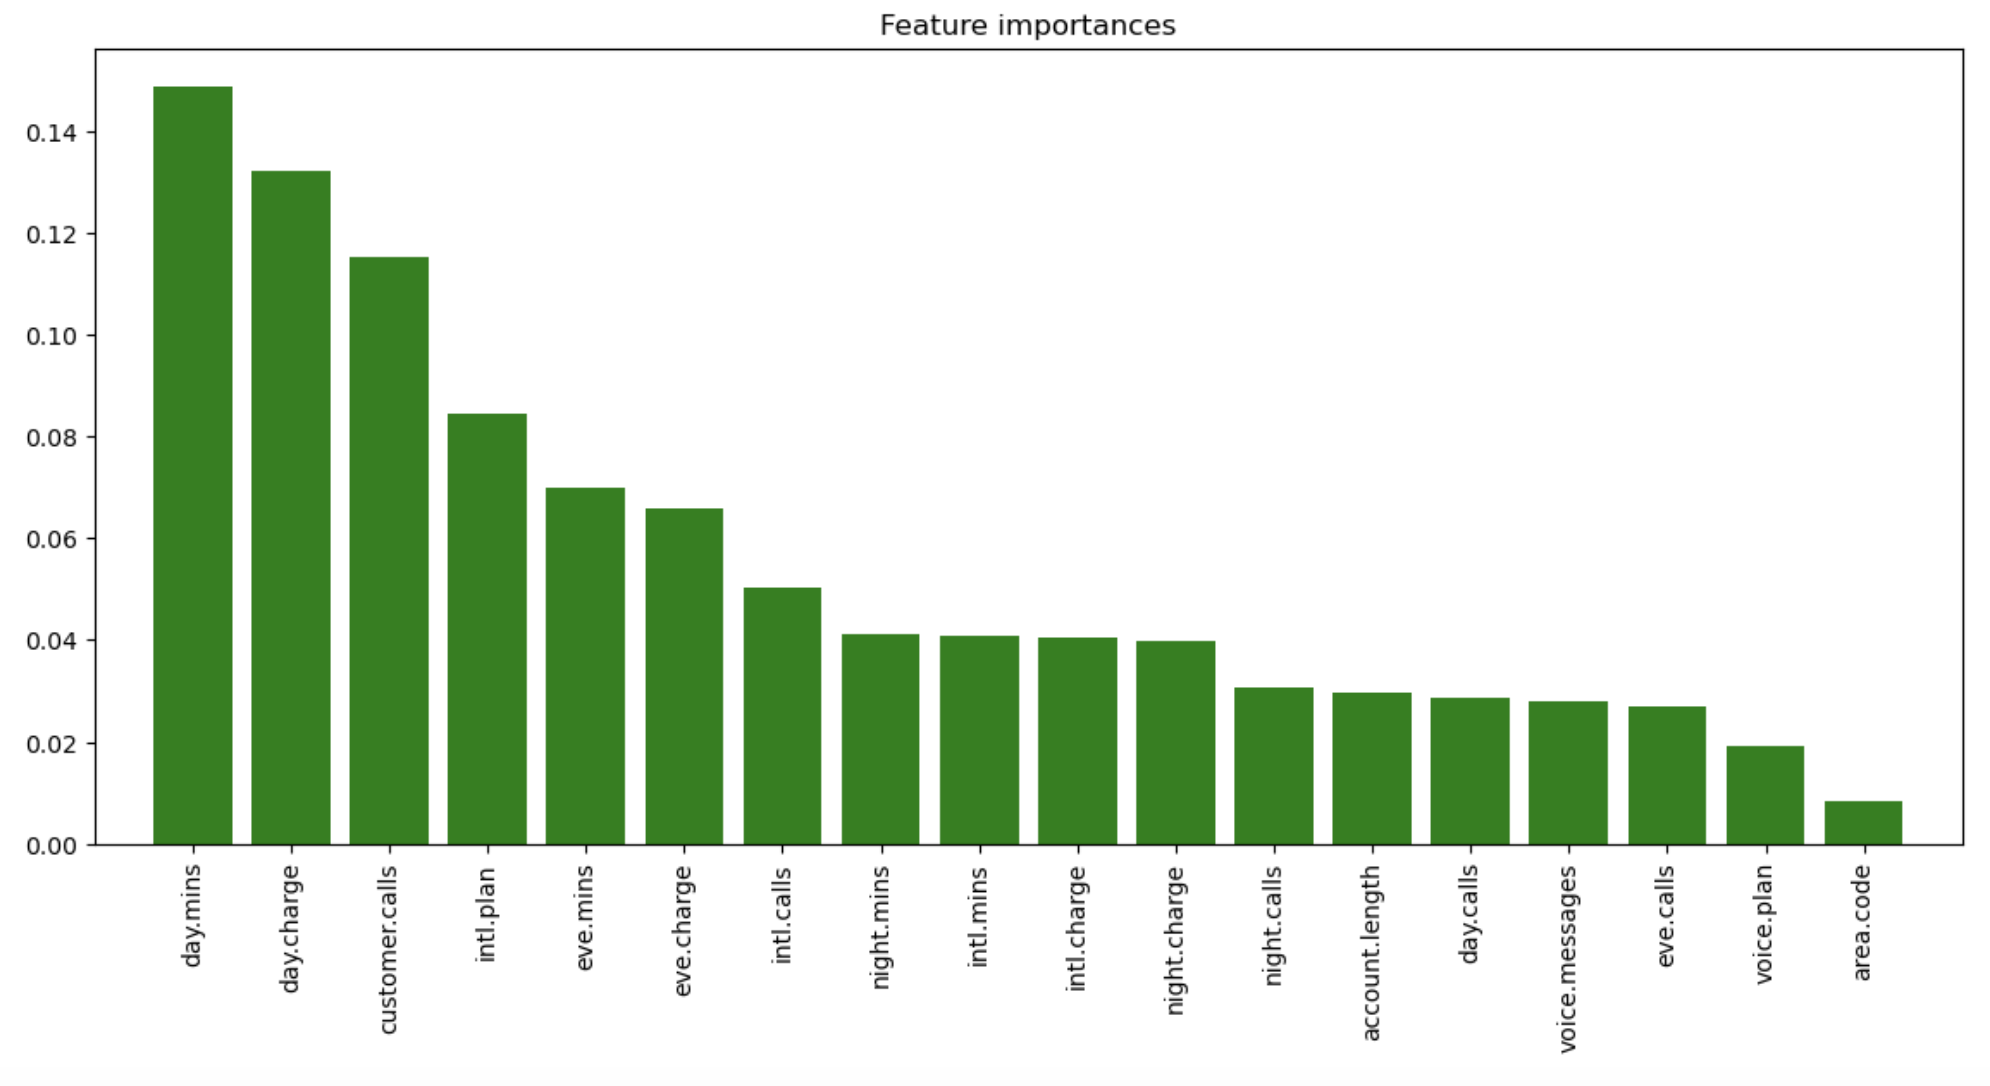 Feature importances
0.14
0.12
0.10
0.08
0.06
0.04
0.02
0.00
day.mins
day.charge
customer.calls
intl.plan
eve.mins
eve.charge
intl.calls
night.mins
intl.mins
intl.charge
night.charge
night.calls
account.length
day.calls
voice.messages
eve.calls
voice.plan
area.code